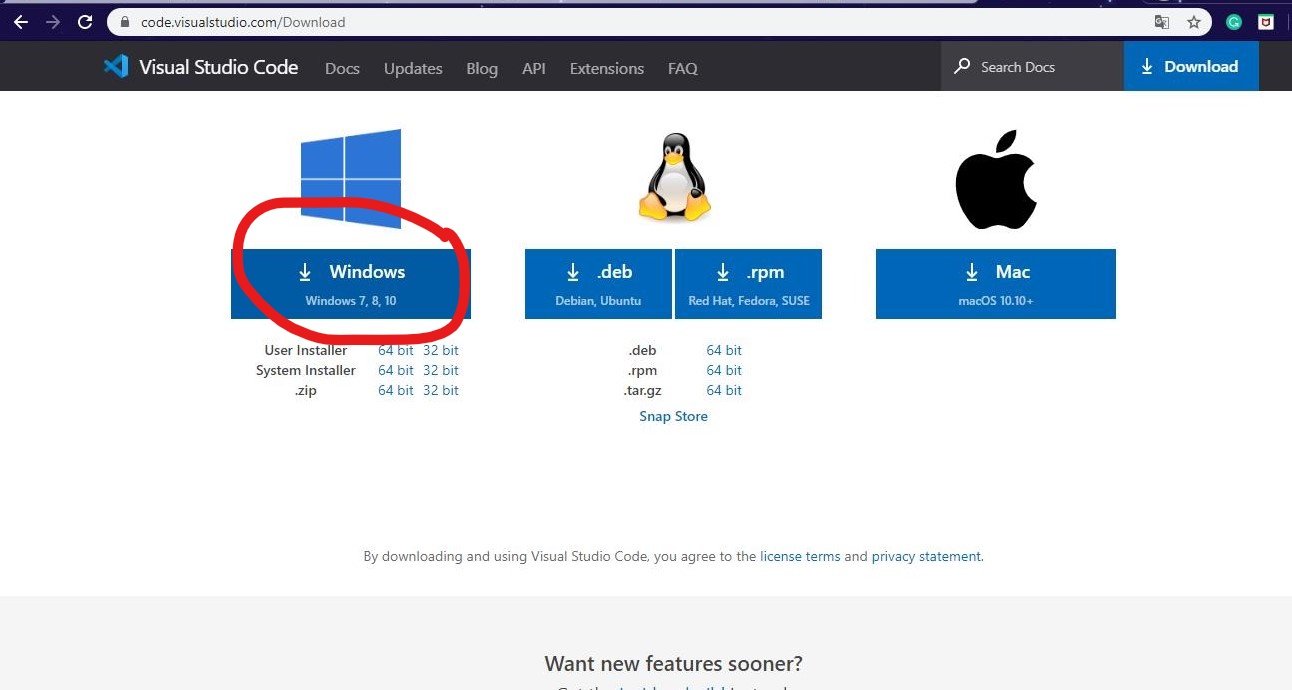 code.visualstudio.com/Download
Visual Studio Code Docs Updates Blog API Extensions FAQ Search Docs Download
Windows
Windows 7, 8, 10
.deb
Debian, Ubuntu
.rpm
Red Hat, Fedora, SUSE
Mac
macOS 10.10+
User Installer 64 bit 32 bit
System Installer 64 bit 32 bit
.zip 64 bit 32 bit
.deb 64 bit
.rpm 64 bit
.tar.gz 64 bit
Snap Store
By downloading and using Visual Studio Code, you agree to the license terms and privacy statement.
Want new features sooner?